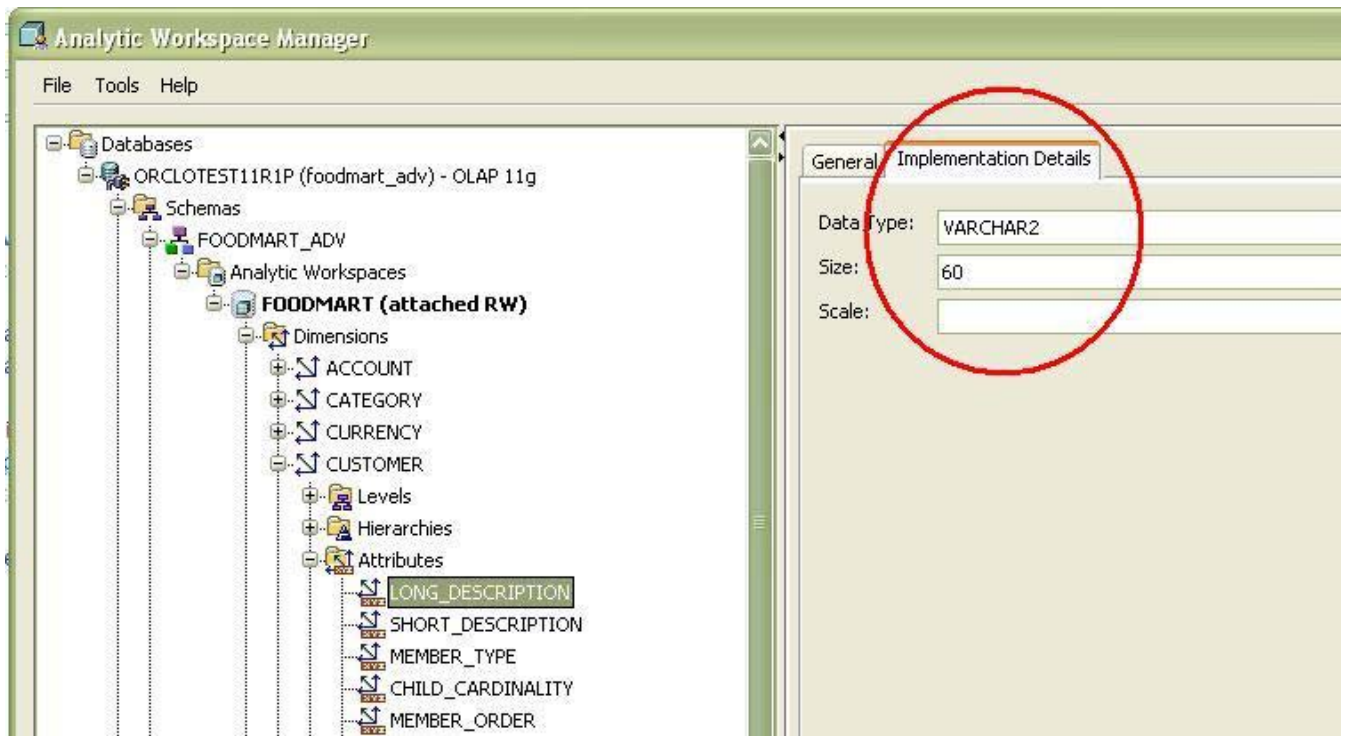 Analytic Workspace Manager
File Tools Help
Databases
ORCLOTEST11R1P (foodmart_adv) - OLAP 11g
Schemas
FOODMART_ADV
Analytic Workspaces
FOODMART (attached RW)
Dimensions
ACCOUNT
CATEGORY
CURRENCY
CUSTOMER
Levels
Hierarchies
Attributes
LONG_DESCRIPTION
SHORT_DESCRIPTION
MEMBER_TYPE
CHILD_CARDINALITY
MEMBER_ORDER
General Implementation Details
Data Type: VARCHAR2
Size: 60
Scale: